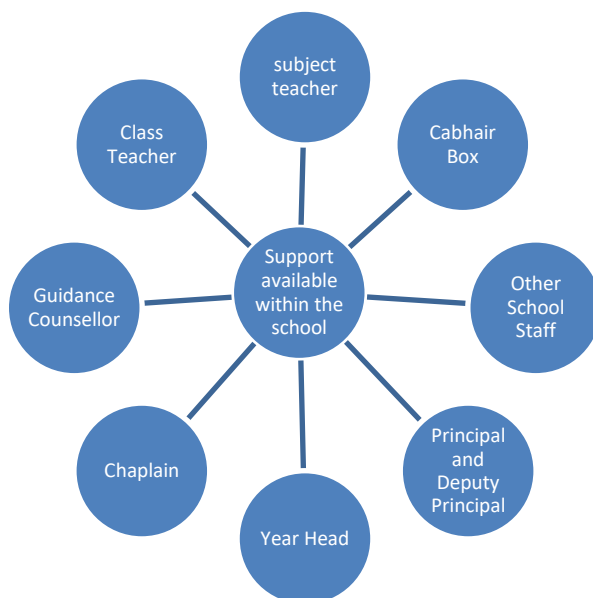 subject
teacher
Class
Teacher
Cabhair
Box
Support
available
within the
school
Guidance
Counsellor
Other
School
Staff
Chaplain
Principal
and
Deputy
Principal
Year Head